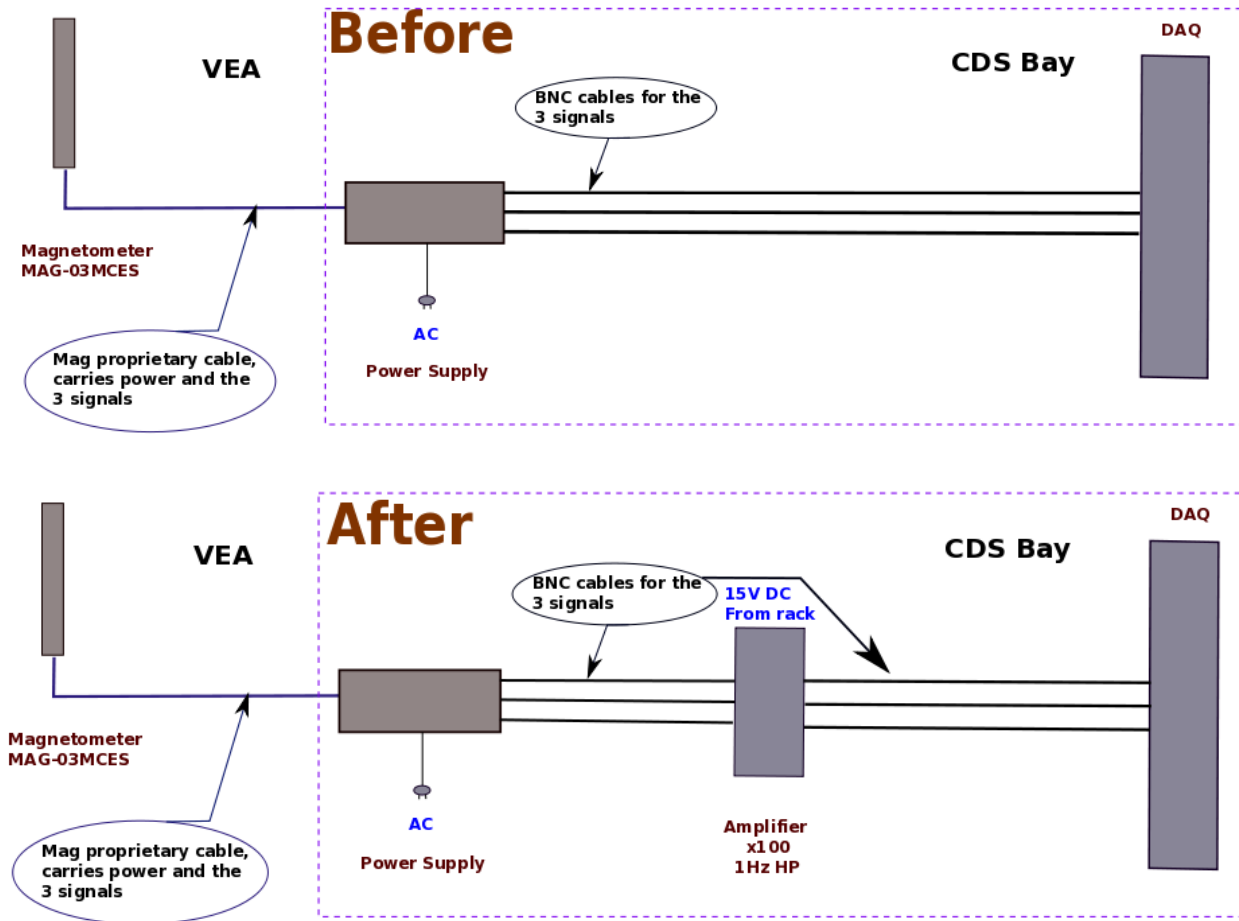 Before
DAQ
VEA
CDS Bay
BNC cables for the
3 signals
Magnetometer
MAG-03MCES
AC
Mag proprietary cable,
carries power and the
3 signals
Power Supply
After
DAQ
VEA
CDS Bay
BNC cables for the
3 signals
15V DC
From rack
Magnetometer
MAG-03MCES
AC
Amplifier
x100
1Hz HP
Mag proprietary cable,
carries power and the
3 signals
Power Supply